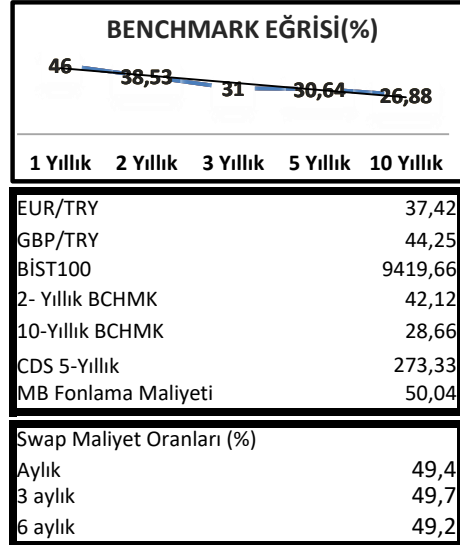 BENCHMARK EĞRİSİ(%)
46 38,53 31 30,64 26,88
1 Yıllık 2 Yıllık 3 Yıllık 5 Yıllık 10 Yıllık
EUR/TRY 37,42
GBP/TRY 44,25
BİST100 9419,66
2- Yıllık BCHMK 42,12
10-Yıllık BCHMK 28,66
CDS 5-Yıllık 273,33
MB Fonlama Maliyeti 50,04
Swap Maliyet Oranları (%)
Aylık 49,4
3 aylık 49,7
6 aylık 49,2